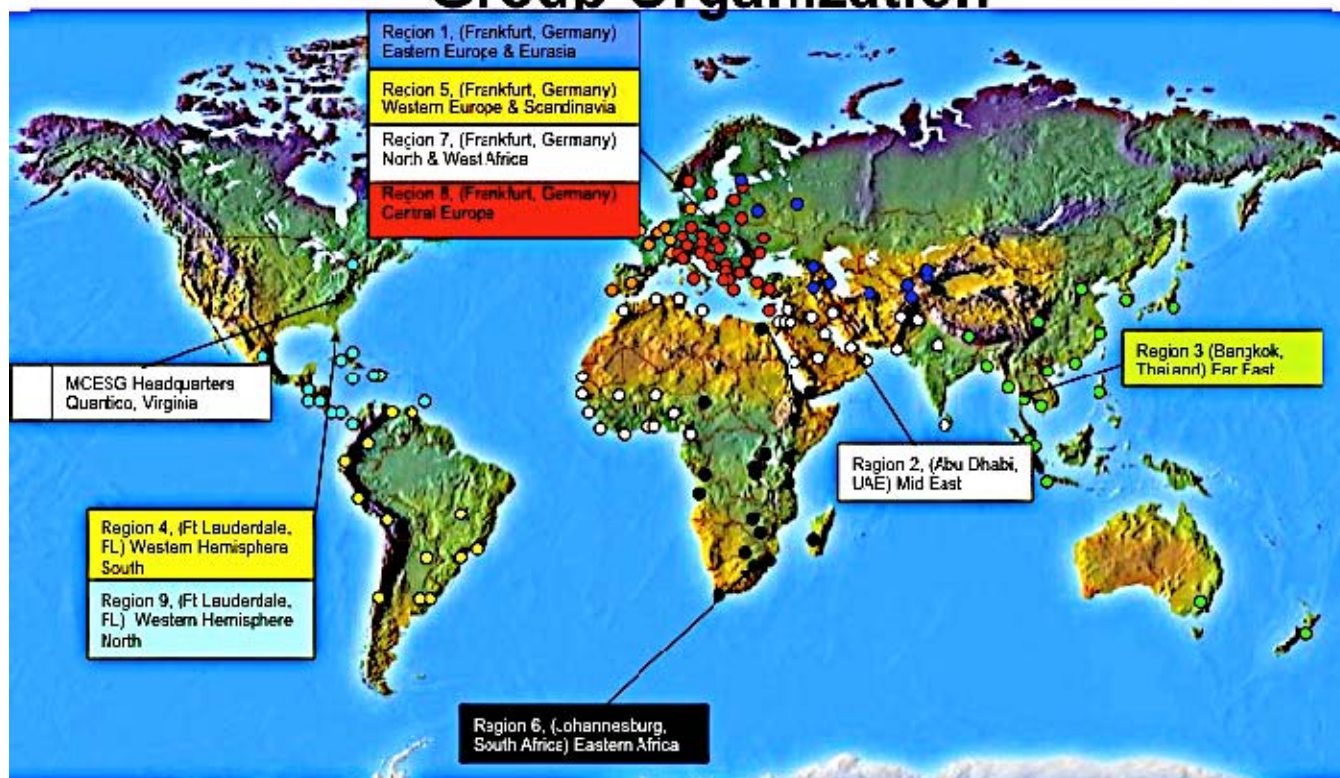 Group Organization
Region 1, (Frankfurt, Germany)
Eastern Europe & Eurasia
Region 5, (Frankfurt, Germany)
Western Europe & Scandinavia
Region 7, (Frankfurt, Germany)
North & West Africa
Region 8, (Frankfurt, Germany)
Central Europe
Region 3 (Bangkok,
Thailand) Far East
MCESG Headquarters
Quantico, Virginia
Region 2, (Abu Dhabi,
UAE) Mid East
Region 4, (Ft Lauderdale,
FL) Western Hemisphere
South
Region 9, (Ft Lauderdale,
FL) Western Hemisphere
North
Region 6, (Johannesburg,
South Africa) Eastern Africa